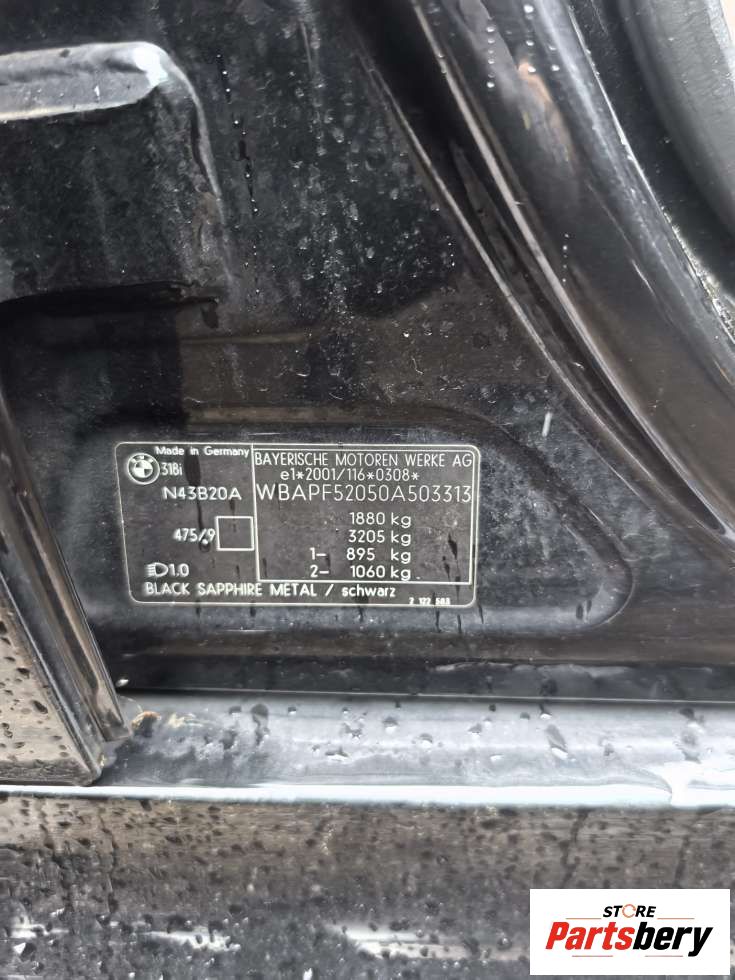 Made in Germany
318i
N43B20A
475/9
1.0
BAYERISCHE MOTOREN WERKE AG
e1*2001/116*0308*
WBAPF52050A503313
1880 kg
3205 kg
1- 895 kg
2- 1060 kg
BLACK SAPPHIRE METAL / schwarz
2 122 588
STORE
Partsbery